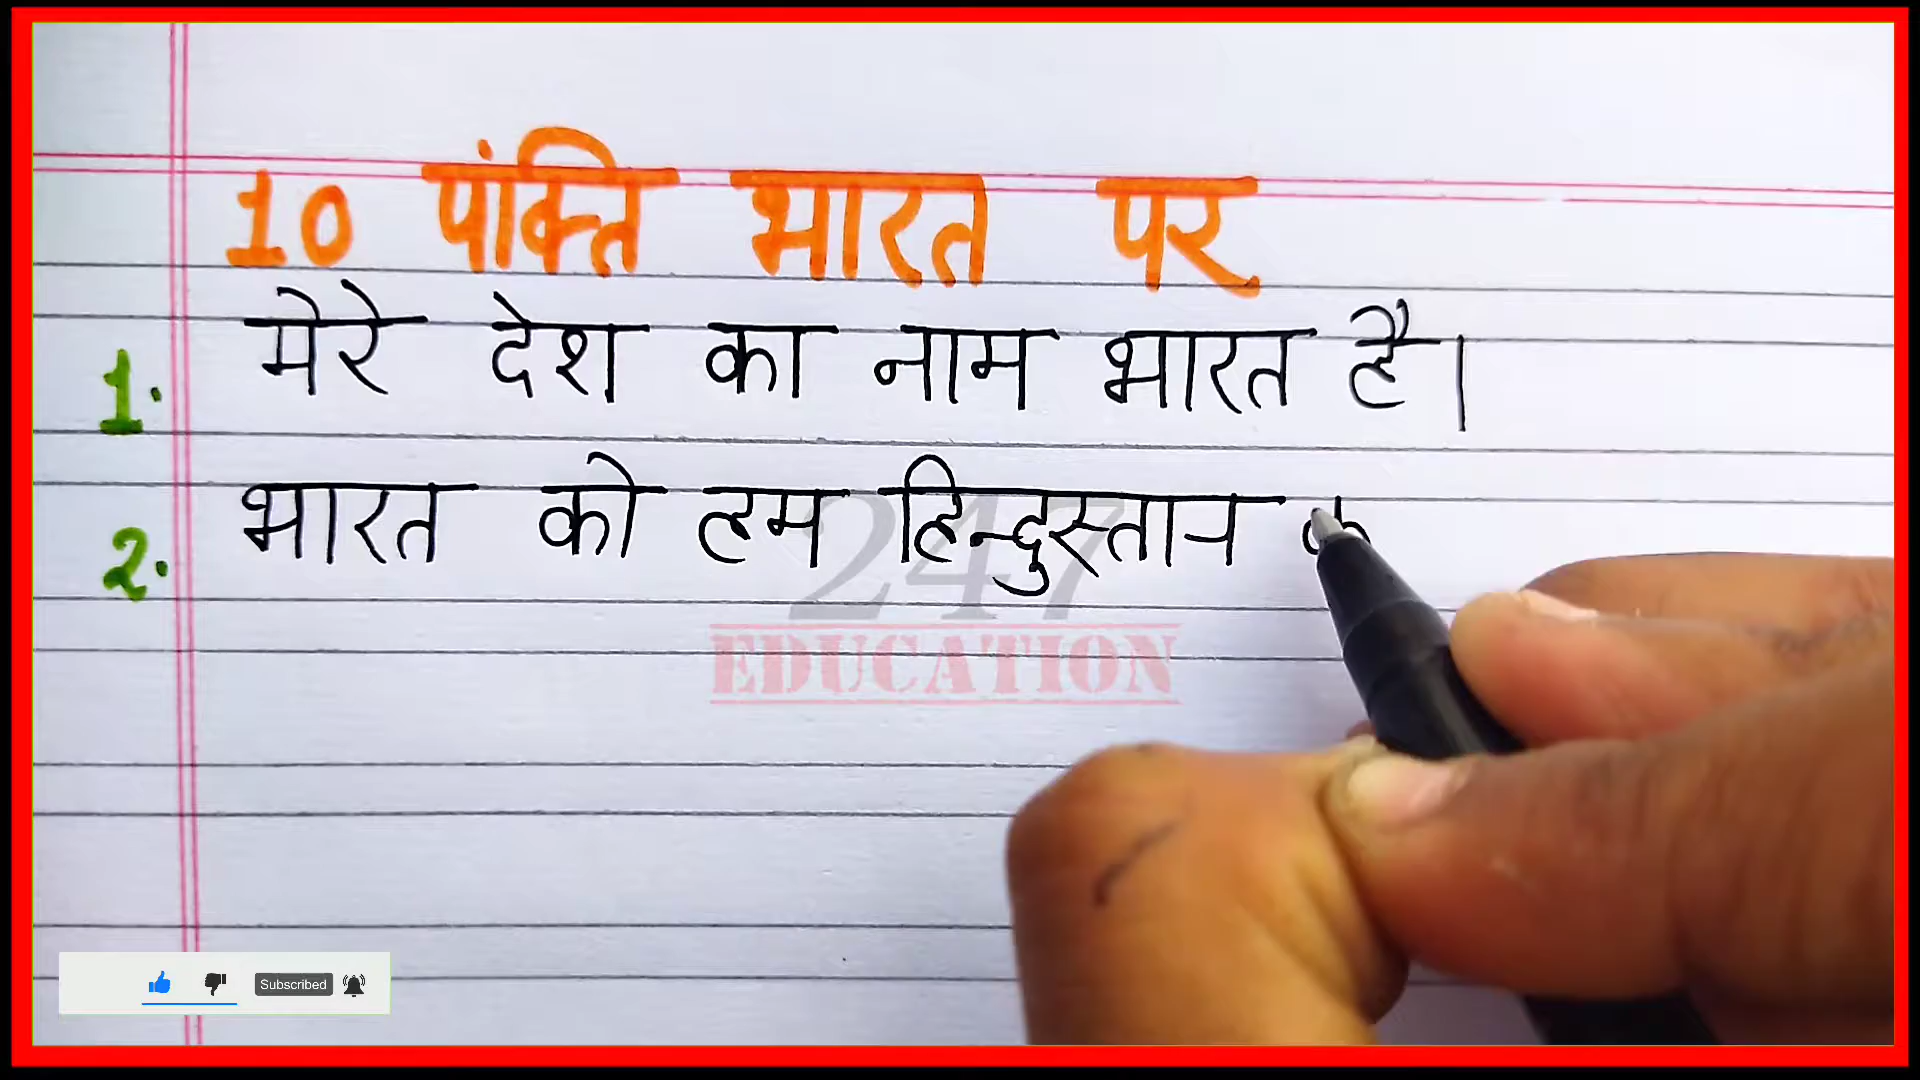 10 पंक्ति भारत पर
1. मेरे देश का नाम भारत है।
2. भारत को हम हिन्दुस्तान क
247
EDUCATION
Subscribed